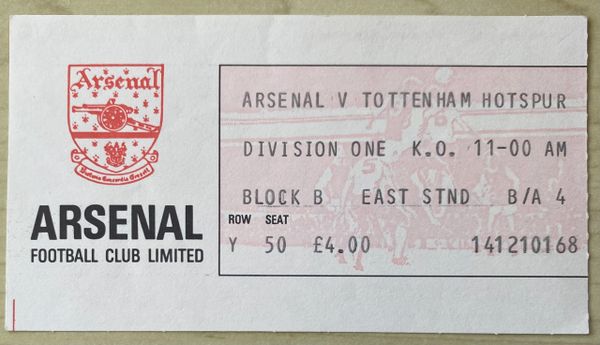 Arsenal
Victoria Concordia Crescit
ARSENAL
FOOTBALL CLUB LIMITED
ARSENAL V TOTTENHAM HOTSPUR
DIVISION ONE K.O. 11-00 AM
BLOCK B EAST STND B/A 4
ROW SEAT
Y 50 £4.00 141210168